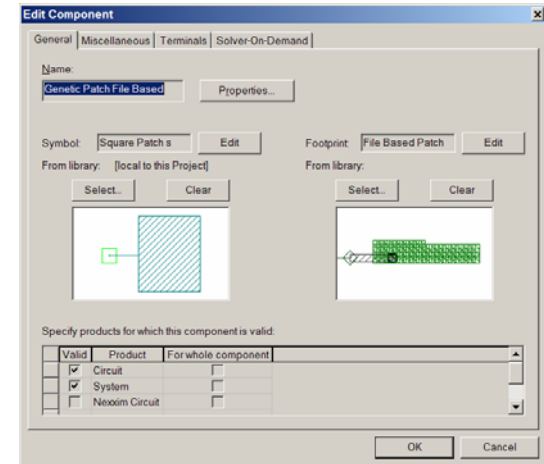 Edit Component
General Miscellaneous Terminals Solver-On-Demand
Name:
Genetic Patch File Based Properties...
Symbol: Square Patch s Edit Footprint File Based Patch Edit
From library: [local to this Project] From library:
Select.. Clear Select.. Clear
Specify products for which this component is valid:
Valid Product For whole component
Circuit
System
Nexxim Circuit
OK Cancel